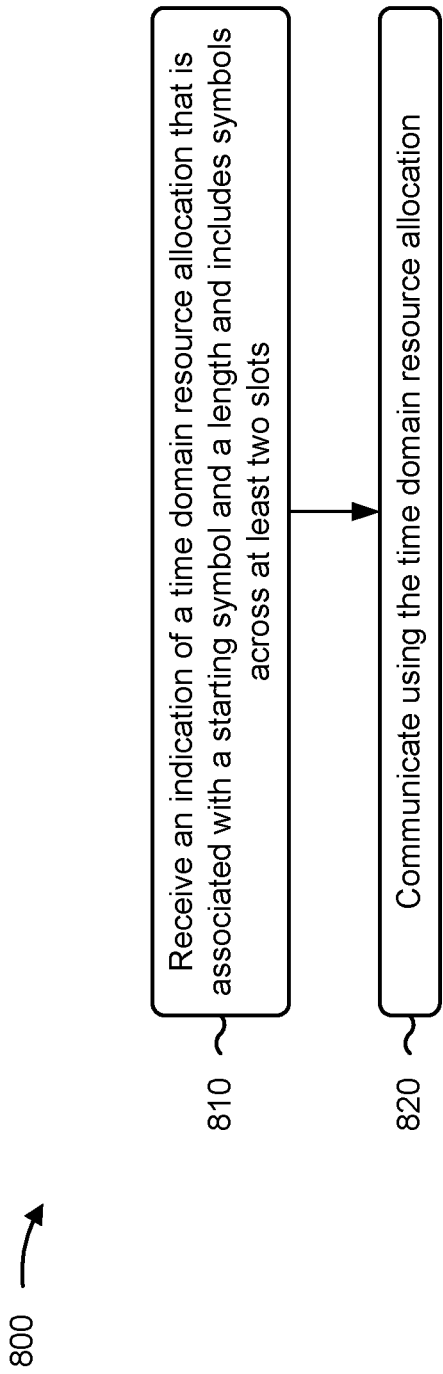 800
810
Receive an indication of a time domain resource allocation that is
associated with a starting symbol and a length and includes symbols
across at least two slots
820
Communicate using the time domain resource allocation